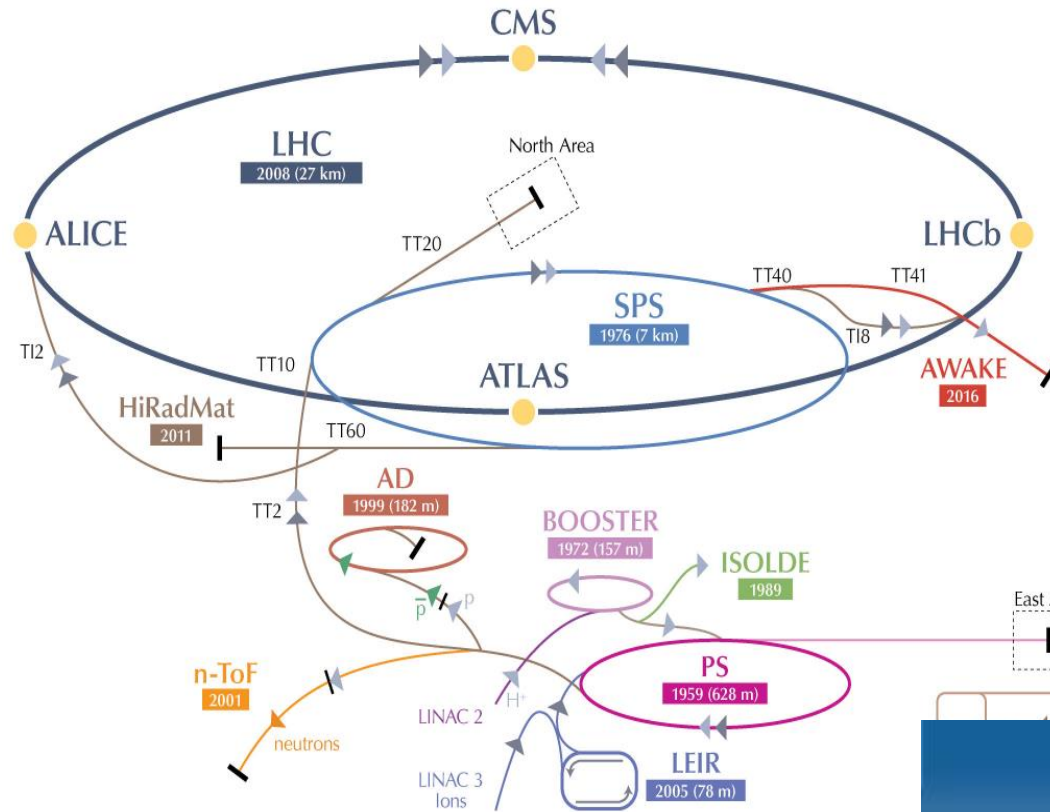 CMS
LHC
2008 (27 km)
North Area
ALICE
TT20
LHCb
TT40
TT41
SPS
1976 (7 km)
TI2
TT10
TI8
ATLAS
AWAKE
2016
HiRadMat
2011
TT60
AD
1999 (182 m)
TT2
BOOSTER
1972 (157 m)
ISOLDE
1989
p̅
p
East
n-ToF
2001
PS
1959 (628 m)
H+
LINAC 2
neutrons
LEIR
2005 (78 m)
LINAC 3
Ions